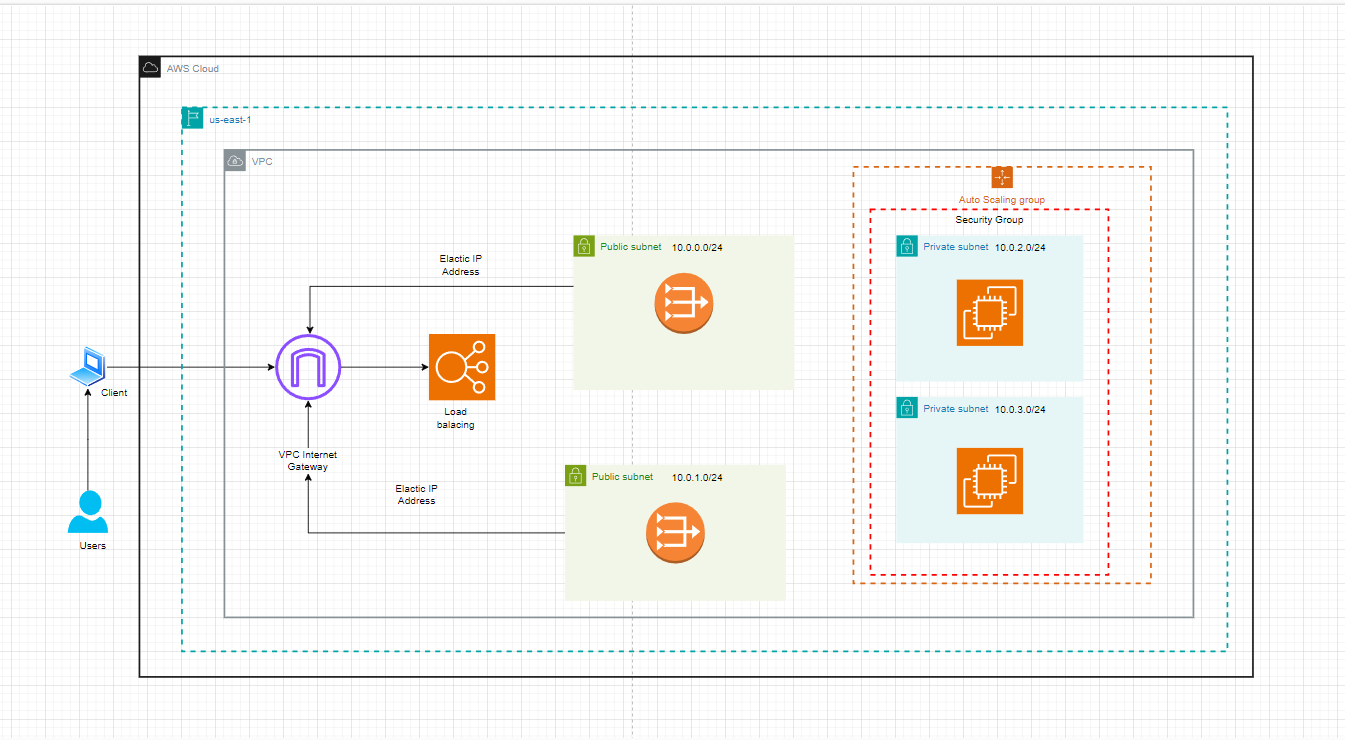 AWS Cloud
us-east-1
VPC
Auto Scaling group
Security Group
Public subnet 10.0.0.0/24
Private subnet 10.0.2.0/24
Elactic IP
Address
Client
Load
balacing
Private subnet 10.0.3.0/24
VPC Internet
Gateway
Public subnet 10.0.1.0/24
Elactic IP
Address
Users